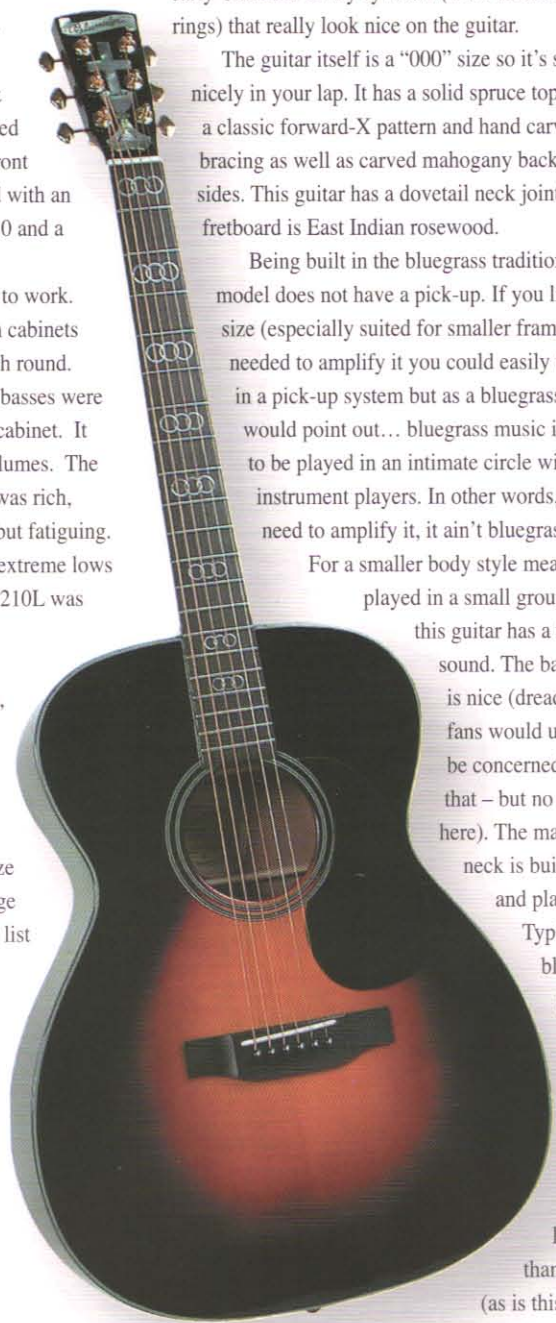 ed
ront
with an
0 and a
to work.
cabinets
h round.
basses were
cabinet. It
lumes. The
was rich,
but fatiguing.
extreme lows
210L was
ze
ge
list
rings) that really look nice on the guitar.
The guitar itself is a “000” size so it's s
nicely in your lap. It has a solid spruce top
a classic forward-X pattern and hand carv
bracing as well as carved mahogany back
sides. This guitar has a dovetail neck joint
fretboard is East Indian rosewood.
Being built in the bluegrass tradition
model does not have a pick-up. If you l
size (especially suited for smaller fram
needed to amplify it you could easily
in a pick-up system but as a bluegrass
would point out… bluegrass music i
to be played in an intimate circle wi
instrument players. In other words,
need to amplify it, it ain't bluegras
For a smaller body style mea
played in a small grou
this guitar has a
sound. The ba
is nice (dread
fans would u
be concerned
that – but no
here). The ma
neck is bui
and pla
Typ
bl
than
(as is this